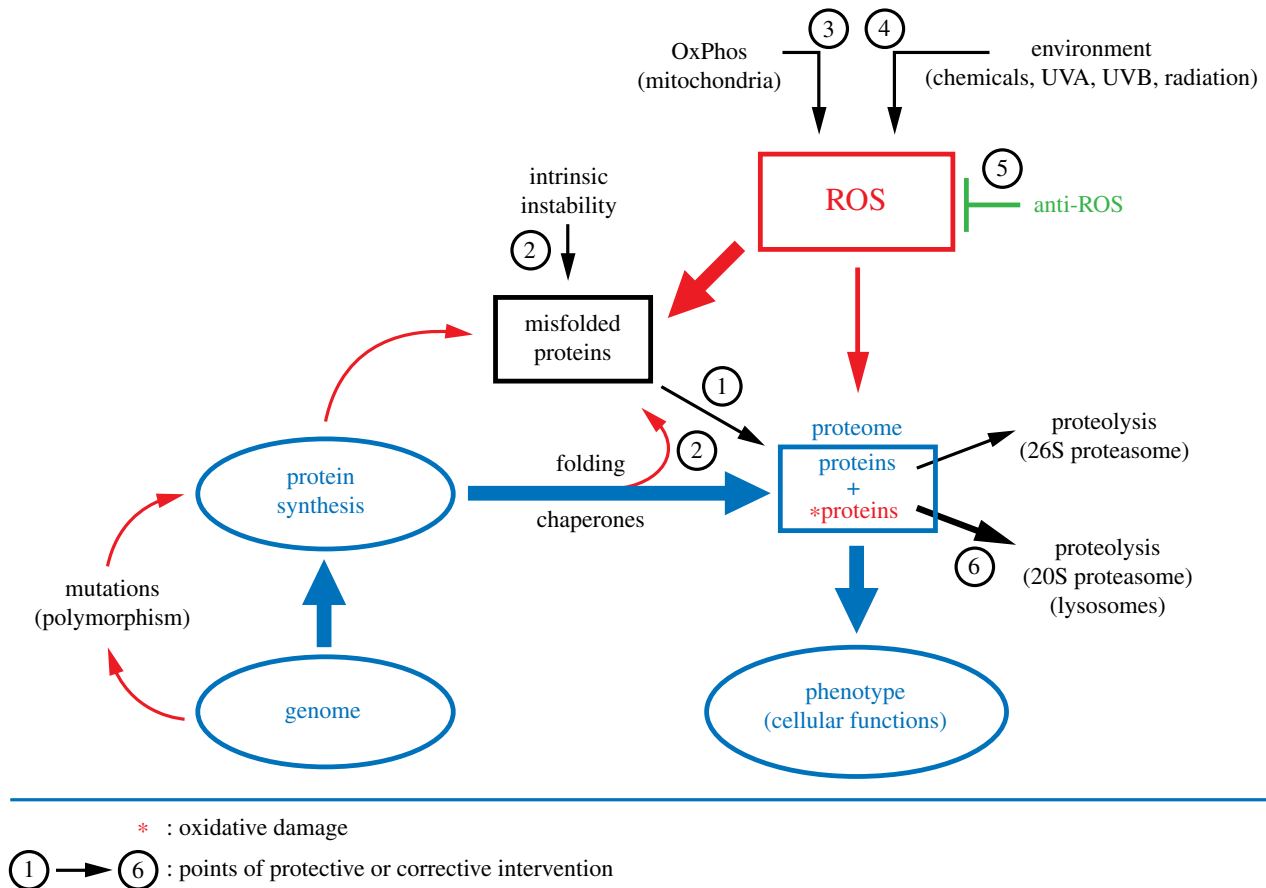 3
4
OxPhos
(mitochondria)
environment
(chemicals, UVA, UVB, radiation)
ROS
5
anti-ROS
intrinsic
instability
2
misfolded
proteins
1
2
proteome
proteins
+
*proteins
proteolysis
(26S proteasome)
protein
synthesis
folding
chaperones
6
proteolysis
(20S proteasome)
(lysosomes)
mutations
(polymorphism)
genome
phenotype
(cellular functions)
* : oxidative damage
1 → 6 : points of protective or corrective intervention